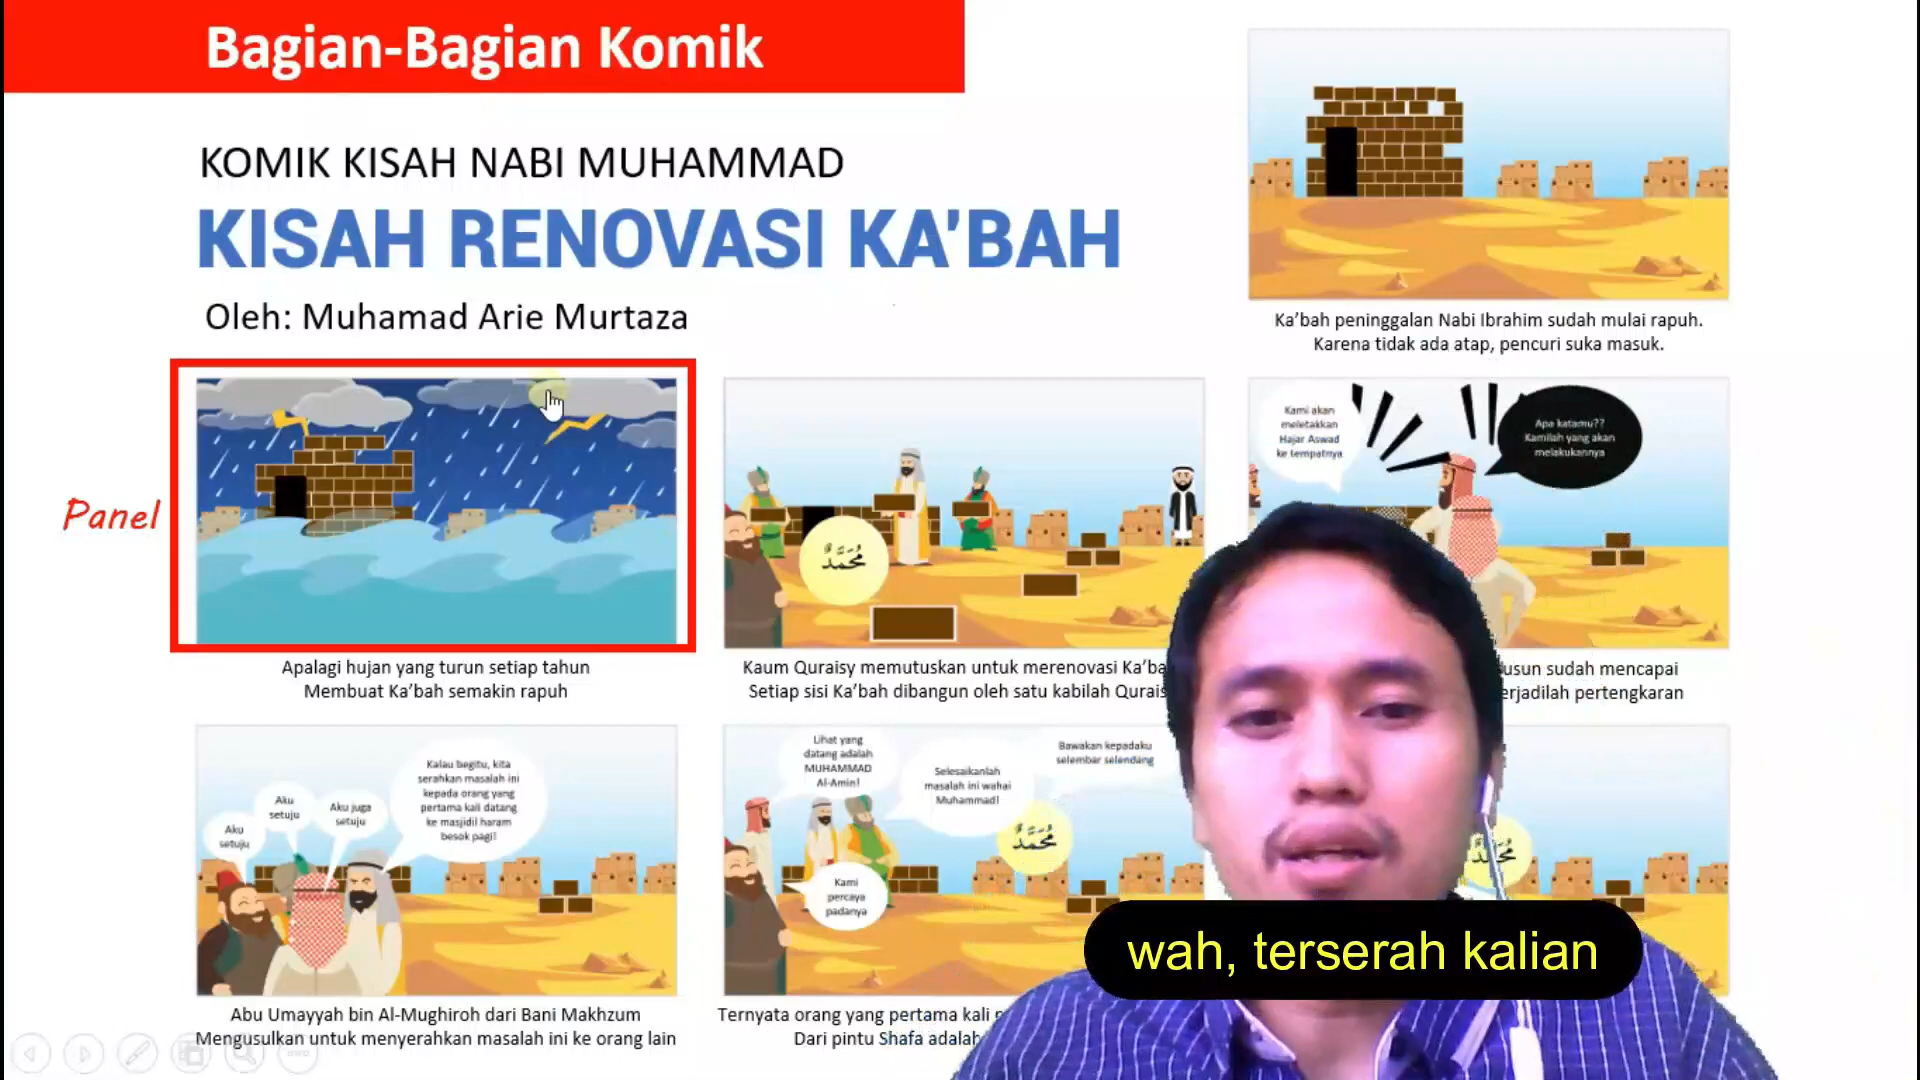 Bagian-Bagian Komik
KOMIK KISAH NABI MUHAMMAD
KISAH RENOVASI KA'BAH
Oleh: Muhamad Arie Murtaza
Ka'bah peninggalan Nabi Ibrahim sudah mulai rapuh.
Karena tidak ada atap, pencuri suka masuk.
Panel
Apalagi hujan yang turun setiap tahun
Membuat Ka'bah semakin rapuh
مُحَمَّدٌ
Kaum Quraisy memutuskan untuk merenovasi
Setiap sisi Ka'bah dibangun oleh satu kabilah
Kami akan
meletakkan
Hajar Aswad
ke tempatnya
Apa katamu??
Kamilah yang akan
melakukannya
sudah mencapai
pertengkaran
Aku
setuju
Aku
setuju
Aku juga
setuju
Kalau begitu, kita
serahkan masalah ini
kepada orang yang
pertama kali datang
ke masjidil haram
besok pagi!
Abu Umayyah bin Al-Mughiroh dari Bani Makhzum
Mengusulkan untuk menyerahkan masalah ini ke orang lain
Lihat yang
datang adalah
MUHAMMAD
Al-Amin!
Selesaikanlah
masalah ini wahai
Muhammad!
Bawakan kepadaku
selembar selendang
مُحَمَّدٌ
Kami
percaya
padanya
Ternyata orang yang pertama kali
Dari pintu Shafa adalah
مُحَمَّدٌ
wah, terserah kalian